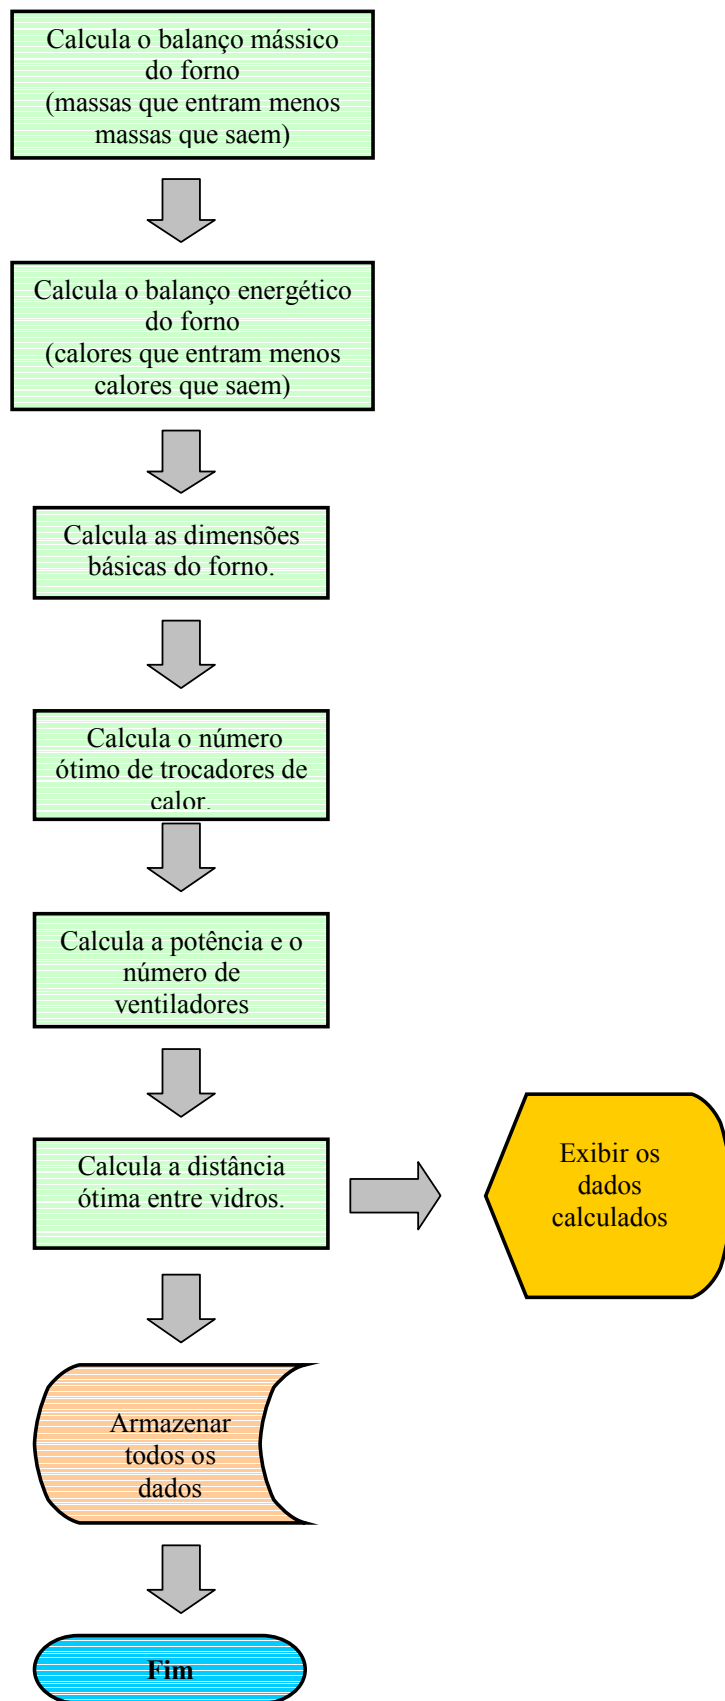 Calcula o balanço mássico
do forno
(massas que entram menos
massas que saem)
Calcula o balanço energético
do forno
(calores que entram menos
calores que saem)
Calcula as dimensões
básicas do forno.
Calcula o número
ótimo de trocadores de
calor.
Calcula a potência e o
número de
ventiladores
Calcula a distância
ótima entre vidros.
Exibir os
dados
calculados
Armazenar
todos os
dados
Fim